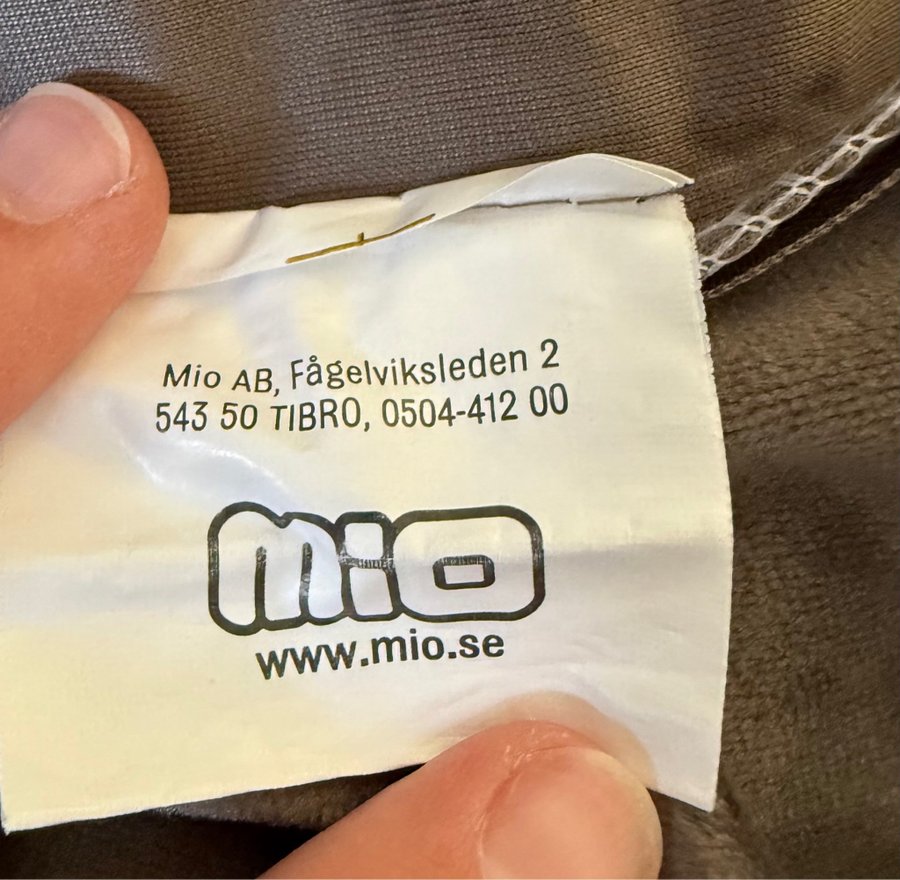 Mio AB, Fågelviksleden 2
543 50 TIBRO, 0504-412 00
mio
www.mio.se